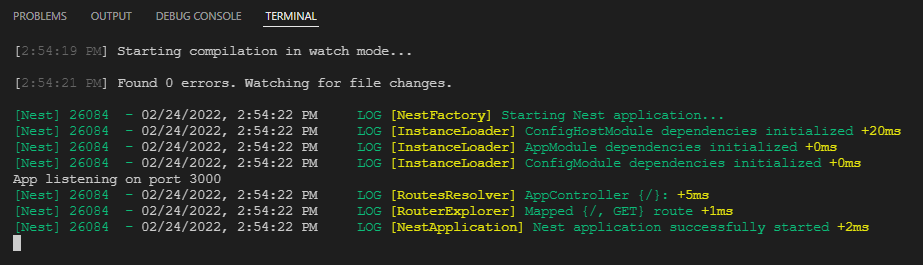 PROBLEMS OUTPUT DEBUG CONSOLE TERMINAL
[2:54:19 PM] Starting compilation in watch mode...
[2:54:21 PM] Found 0 errors. Watching for file changes.
[Nest] 26084  - 02/24/2022, 2:54:22 PM     LOG [NestFactory] Starting Nest application...
[Nest] 26084  - 02/24/2022, 2:54:22 PM     LOG [InstanceLoader] ConfigHostModule dependencies initialized +20ms
[Nest] 26084  - 02/24/2022, 2:54:22 PM     LOG [InstanceLoader] AppModule dependencies initialized +0ms
[Nest] 26084  - 02/24/2022, 2:54:22 PM     LOG [InstanceLoader] ConfigModule dependencies initialized +0ms
App listening on port 3000
[Nest] 26084  - 02/24/2022, 2:54:22 PM     LOG [RoutesResolver] AppController {/}: +5ms
[Nest] 26084  - 02/24/2022, 2:54:22 PM     LOG [RouterExplorer] Mapped {/, GET} route +1ms
[Nest] 26084  - 02/24/2022, 2:54:22 PM     LOG [NestApplication] Nest application successfully started +2ms